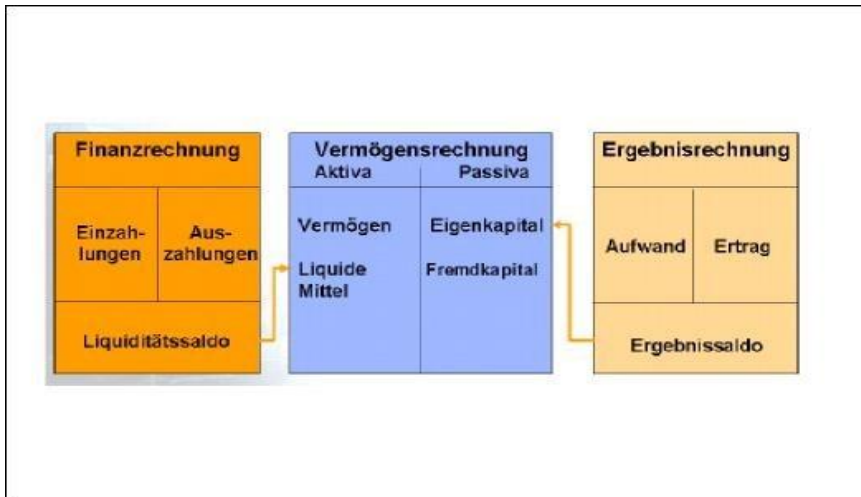 Finanzrechnung
Einzah-
lungen
Aus-
zahlungen
Liquiditätssaldo
Vermögensrechnung
Aktiva
Passiva
Vermögen
Eigenkapital
Liquide
Mittel
Fremdkapital
Ergebnisrechnung
Aufwand
Ertrag
Ergebnissaldo